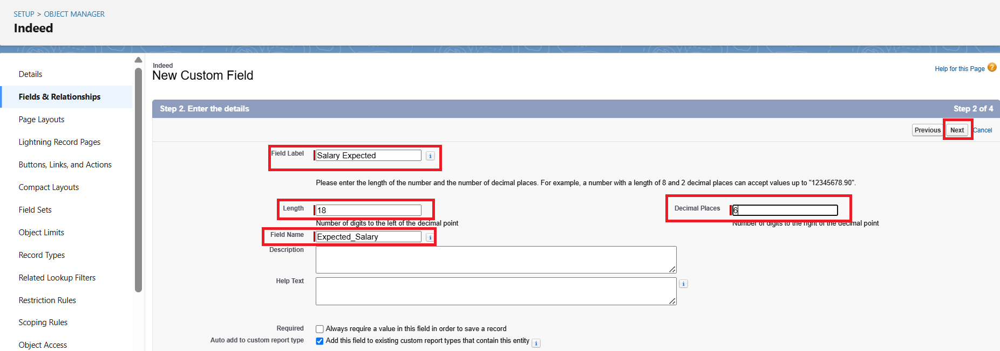 SETUP > OBJECT MANAGER
Indeed
Details
Fields & Relationships
Page Layouts
Lightning Record Pages
Buttons, Links, and Actions
Compact Layouts
Field Sets
Object Limits
Record Types
Related Lookup Filters
Restriction Rules
Scoping Rules
Object Access
Indeed
New Custom Field
Help for this Page ?
Step 2. Enter the details Step 2 of 4
Previous Next Cancel
Field Label Salary Expected i
Please enter the length of the number and the number of decimal places. For example, a number with a length of 8 and 2 decimal places can accept values up to "12345678.90".
Length 18 Decimal Places 6
Number of digits to the left of the decimal point Number of digits to the right of the decimal point
Field Name Expected_Salary i
Description
Help Text i
Required Always require a value in this field in order to save a record
Auto add to custom report type Add this field to existing custom report types that contain this entity i